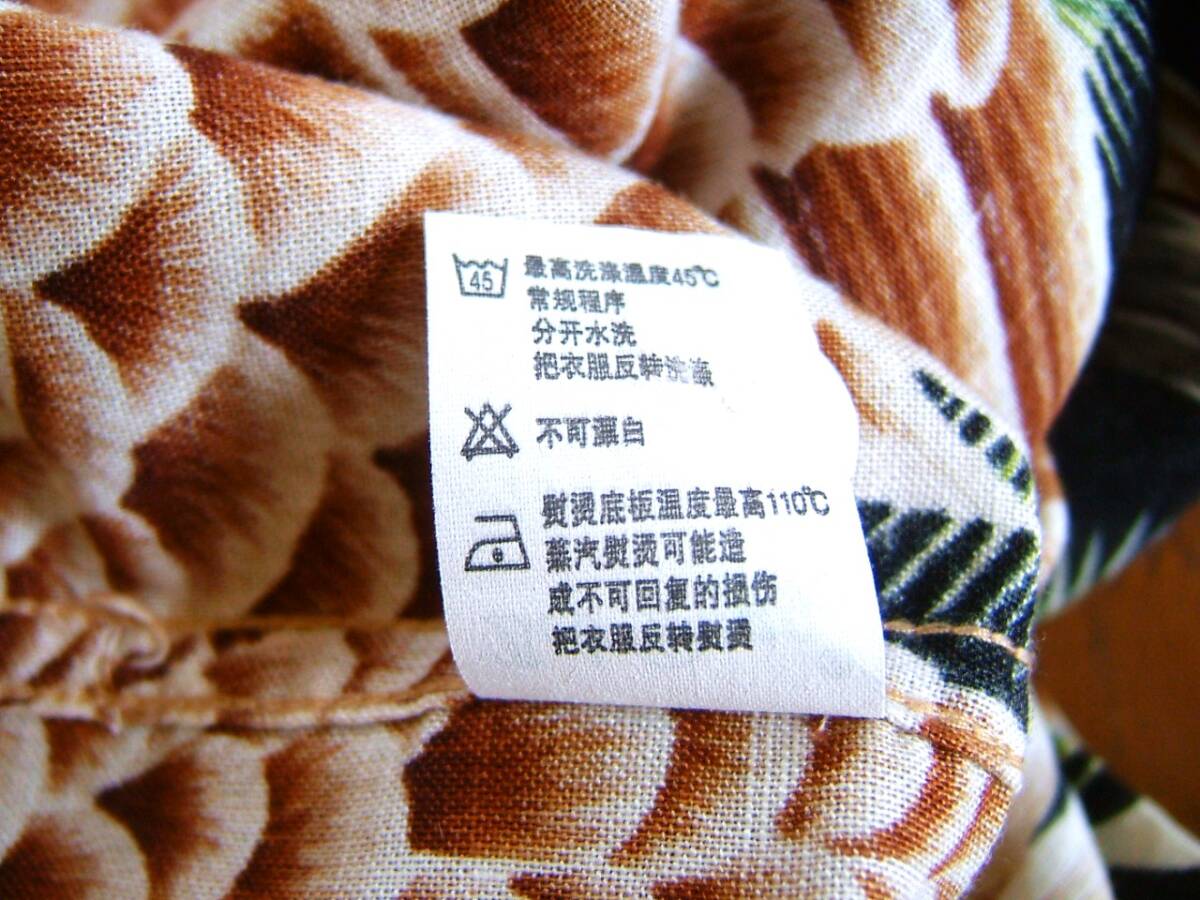 45
最高洗涤温度45℃
常规程序
分开水洗
把衣服反转洗涤
不可漂白
熨烫底板温度最高110℃
蒸汽熨烫可能造
成不可回复的损伤
把衣服反转熨烫